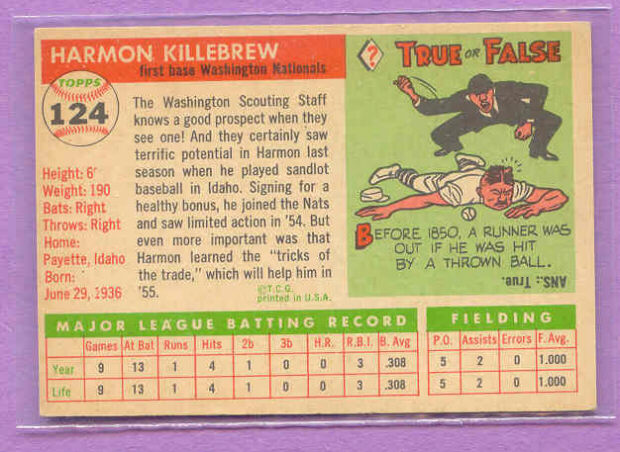 HARMON KILLEBREW
first base Washington Nationals
TOPPS
124
Height: 6'
Weight: 190
Bats: Right
Throws: Right
Home:
Payette, Idaho
Born:
June 29, 1936
The Washington Scouting Staff
knows a good prospect when they
see one! And they certainly saw
terrific potential in Harmon last
season when he played sandlot
baseball in Idaho. Signing for a
healthy bonus, he joined the Nats
and saw limited action in '54. But
even more important was that
Harmon learned the "tricks of
the trade," which will help him in
'55.
©T.C.G.
printed in U.S.A.
?
TRUE OR FALSE
BEFORE 1850, A RUNNER WAS
OUT IF HE WAS HIT
BY A THROWN BALL.
ANS.: True.
MAJOR LEAGUE BATTING RECORD
Games At Bat Runs Hits 2b 3b H.R. R.B.I. B. Avg
Year 9 13 1 4 1 0 0 3 .308
Life 9 13 1 4 1 0 0 3 .308
FIELDING
P.O. Assists Errors F. Avg.
5 2 0 1.000
5 2 0 1.000